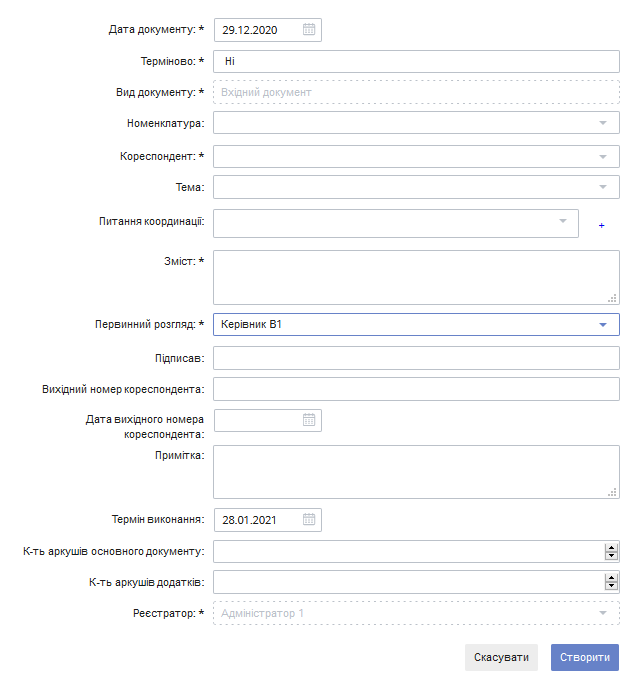 Дата документу: * 29.12.2020
Терміново: * Ні
Вид документу: * Вхідний документ
Номенклатура:
Кореспондент: *
Тема:
Питання координації: +
Зміст: *
Первинний розгляд: * Керівник В1
Підписав:
Вихідний номер кореспондента:
Дата вихідного номера
кореспондента:
Примітка:
Термін виконання: 28.01.2021
К-ть аркушів основного документу:
К-ть аркушів додатків:
Реєстратор: * Адміністратор 1
Скасувати Створити